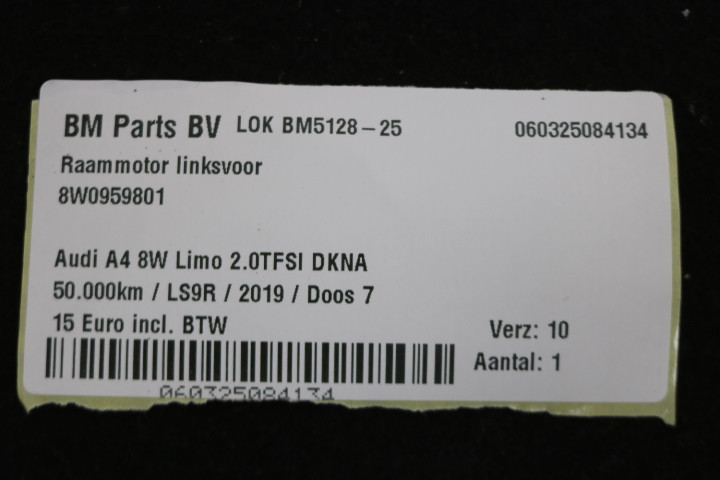 BM Parts BV LOK BM5128-25 060325084134
Raammotor linksvoor
8W0959801
Audi A4 8W Limo 2.0TFSI DKNA
50.000km / LS9R / 2019 / Doos 7
15 Euro incl. BTW Verz: 10
Aantal: 1
060325084134